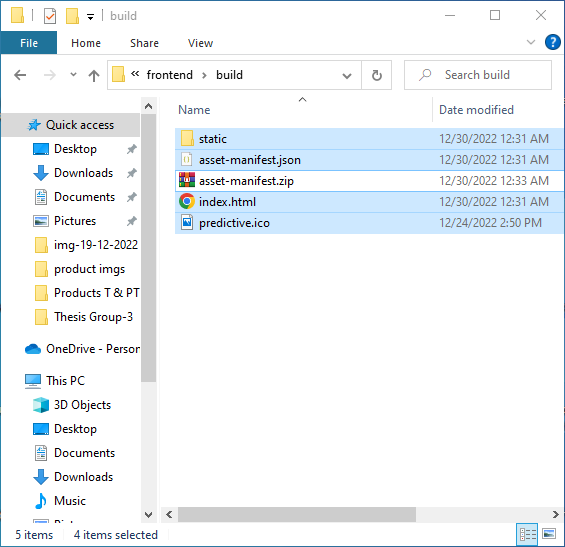 build
File Home Share View
« frontend › build Search build
Name Date modified
Quick access
Desktop
Downloads
Documents
Pictures
img-19-12-2022
product imgs
Products T & PT
Thesis Group-3
OneDrive - Person
This PC
3D Objects
Desktop
Documents
Downloads
Music
static 12/30/2022 12:31 AM
asset-manifest.json 12/30/2022 12:31 AM
asset-manifest.zip 12/30/2022 12:33 AM
index.html 12/30/2022 12:31 AM
predictive.ico 12/24/2022 2:50 PM
5 items 4 items selected